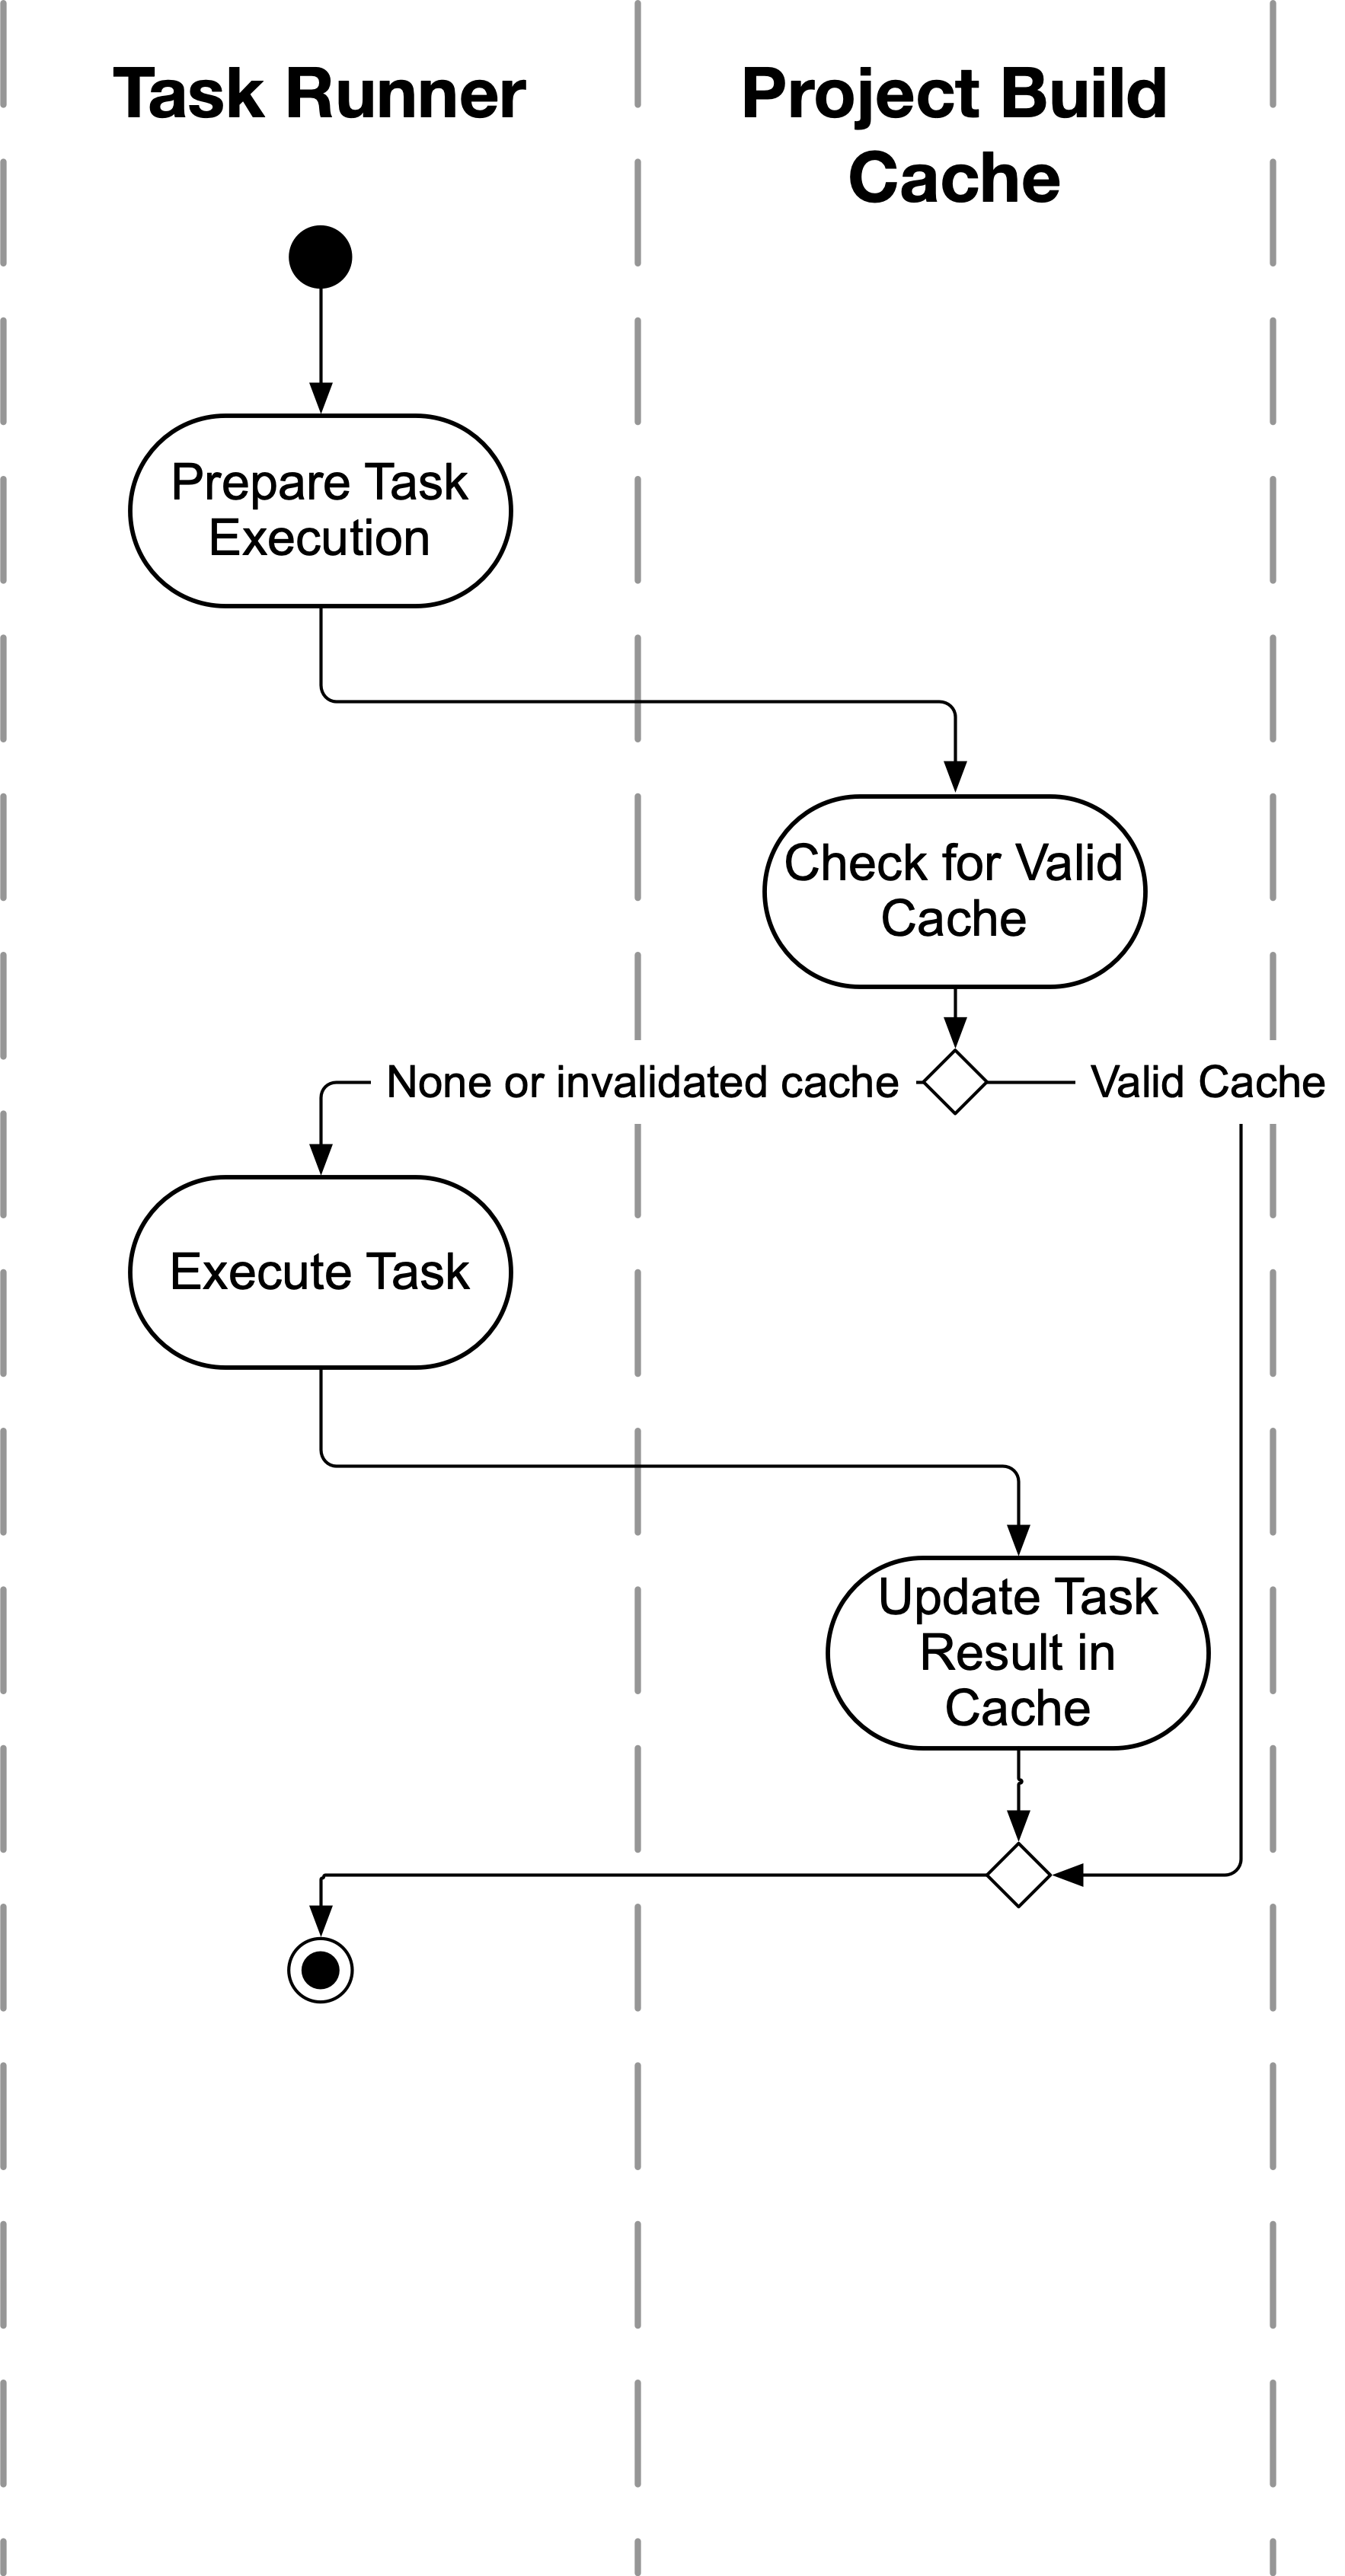 Task Runner
Project Build
Cache
Prepare Task
Execution
Check for Valid
Cache
None or invalidated cache
Valid Cache
Execute Task
Update Task
Result in
Cache